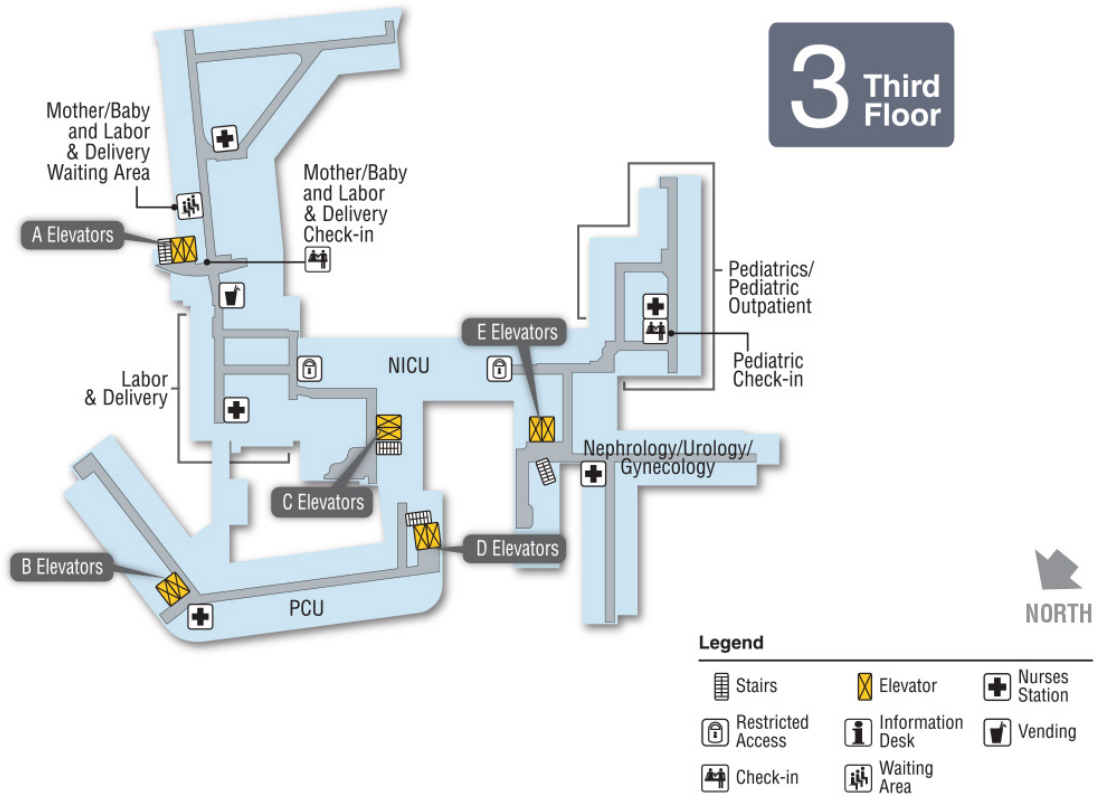 3 Third
Floor
Mother/Baby
and Labor
& Delivery
Waiting Area
Mother/Baby
and Labor
& Delivery
Check-in
A Elevators
Pediatrics/
Pediatric
Outpatient
E Elevators
NICU
Pediatric
Check-in
Labor
& Delivery
Nephrology/Urology/
Gynecology
C Elevators
D Elevators
B Elevators
PCU
NORTH
Legend
Stairs
Elevator
Nurses
Station
Restricted
Access
Information
Desk
Vending
Check-in
Waiting
Area